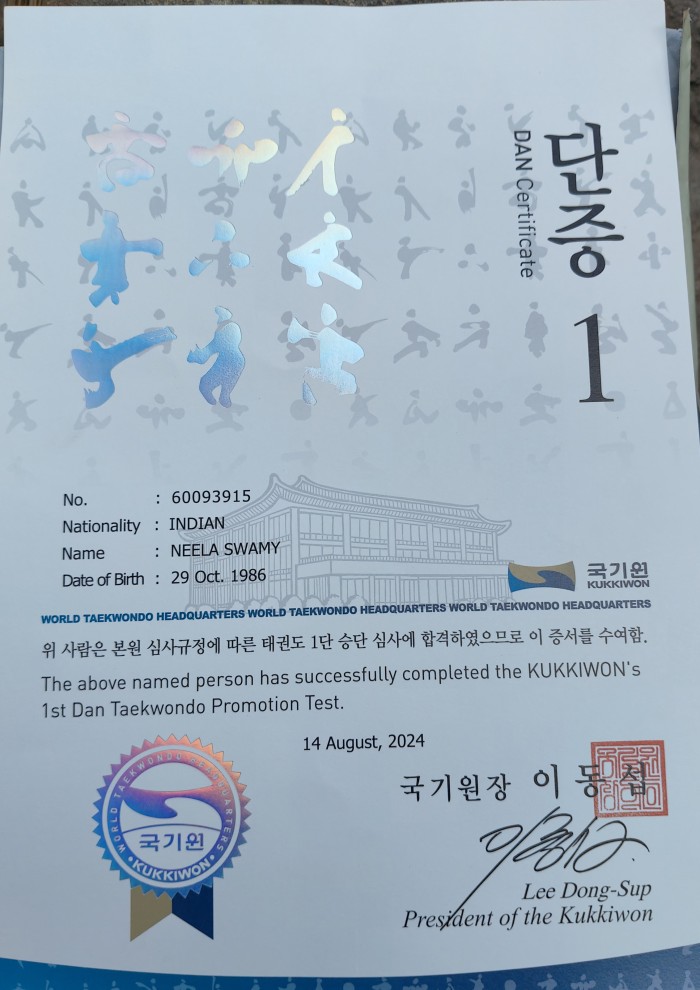 단증
DAN Certificate
1
No. : 60093915
Nationality : INDIAN
Name : NEELA SWAMY
Date of Birth : 29 Oct. 1986
국기원
KUKKIWON
WORLD TAEKWONDO HEADQUARTERS WORLD TAEKWONDO HEADQUARTERS WORLD TAEKWONDO HEADQUARTERS
위 사람은 본원 심사규정에 따른 태권도 1단 승단 심사에 합격하였으므로 이 증서를 수여함.
The above named person has successfully completed the KUKKIWON's
1st Dan Taekwondo Promotion Test.
14 August, 2024
국기원장 이동섭
WORLD TAEKWONDO HEADQUARTERS
국기원
KUKKIWON
Lee Dong-Sup
President of the Kukkiwon